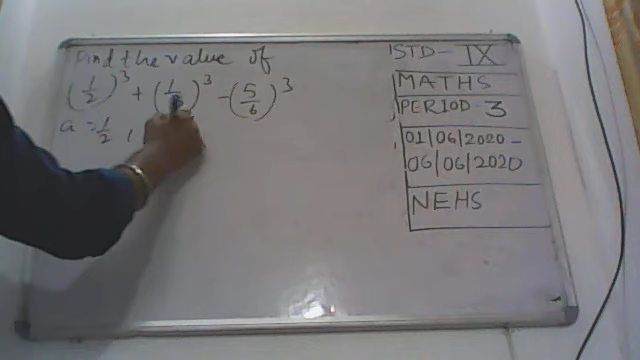 Find the value of
(1/2)³ + (1/)³ - (5/6)³
a = 1/2 ,
STD - IX
MATHS
PERIOD - 3
01/06/2020 -
06/06/2020
NEHS